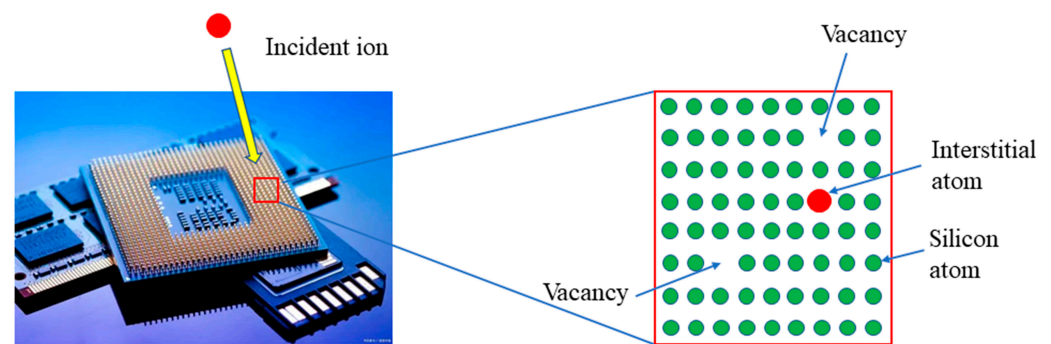 Incident ion
Vacancy
Interstitial
atom
Silicon
atom
Vacancy